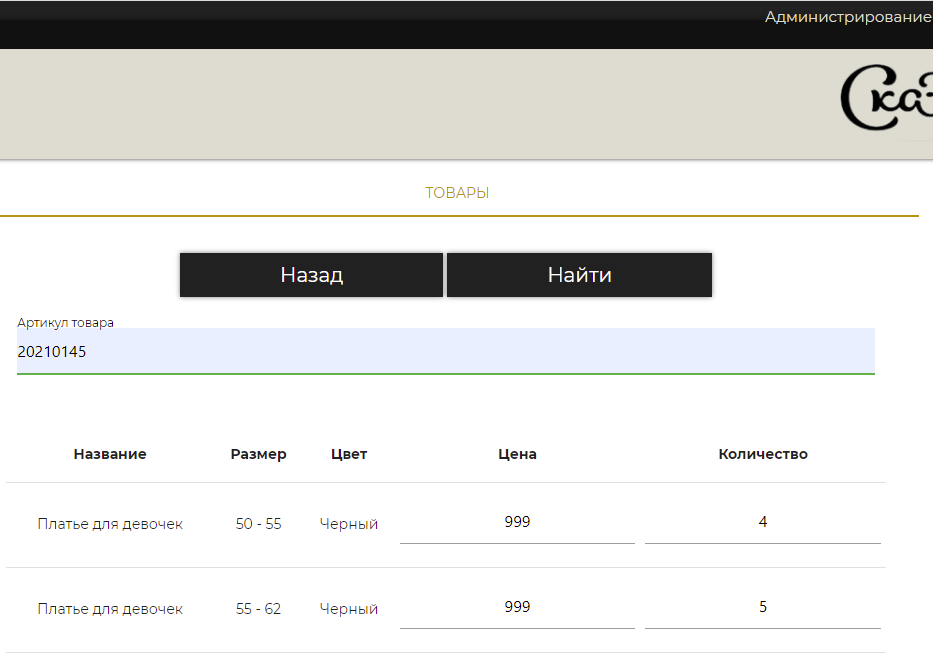 Администрирование
ТОВАРЫ
Назад Найти
Артикул товара
20210145
Название Размер Цвет Цена Количество
Платье для девочек 50 - 55 Черный 999 4
Платье для девочек 55 - 62 Черный 999 5